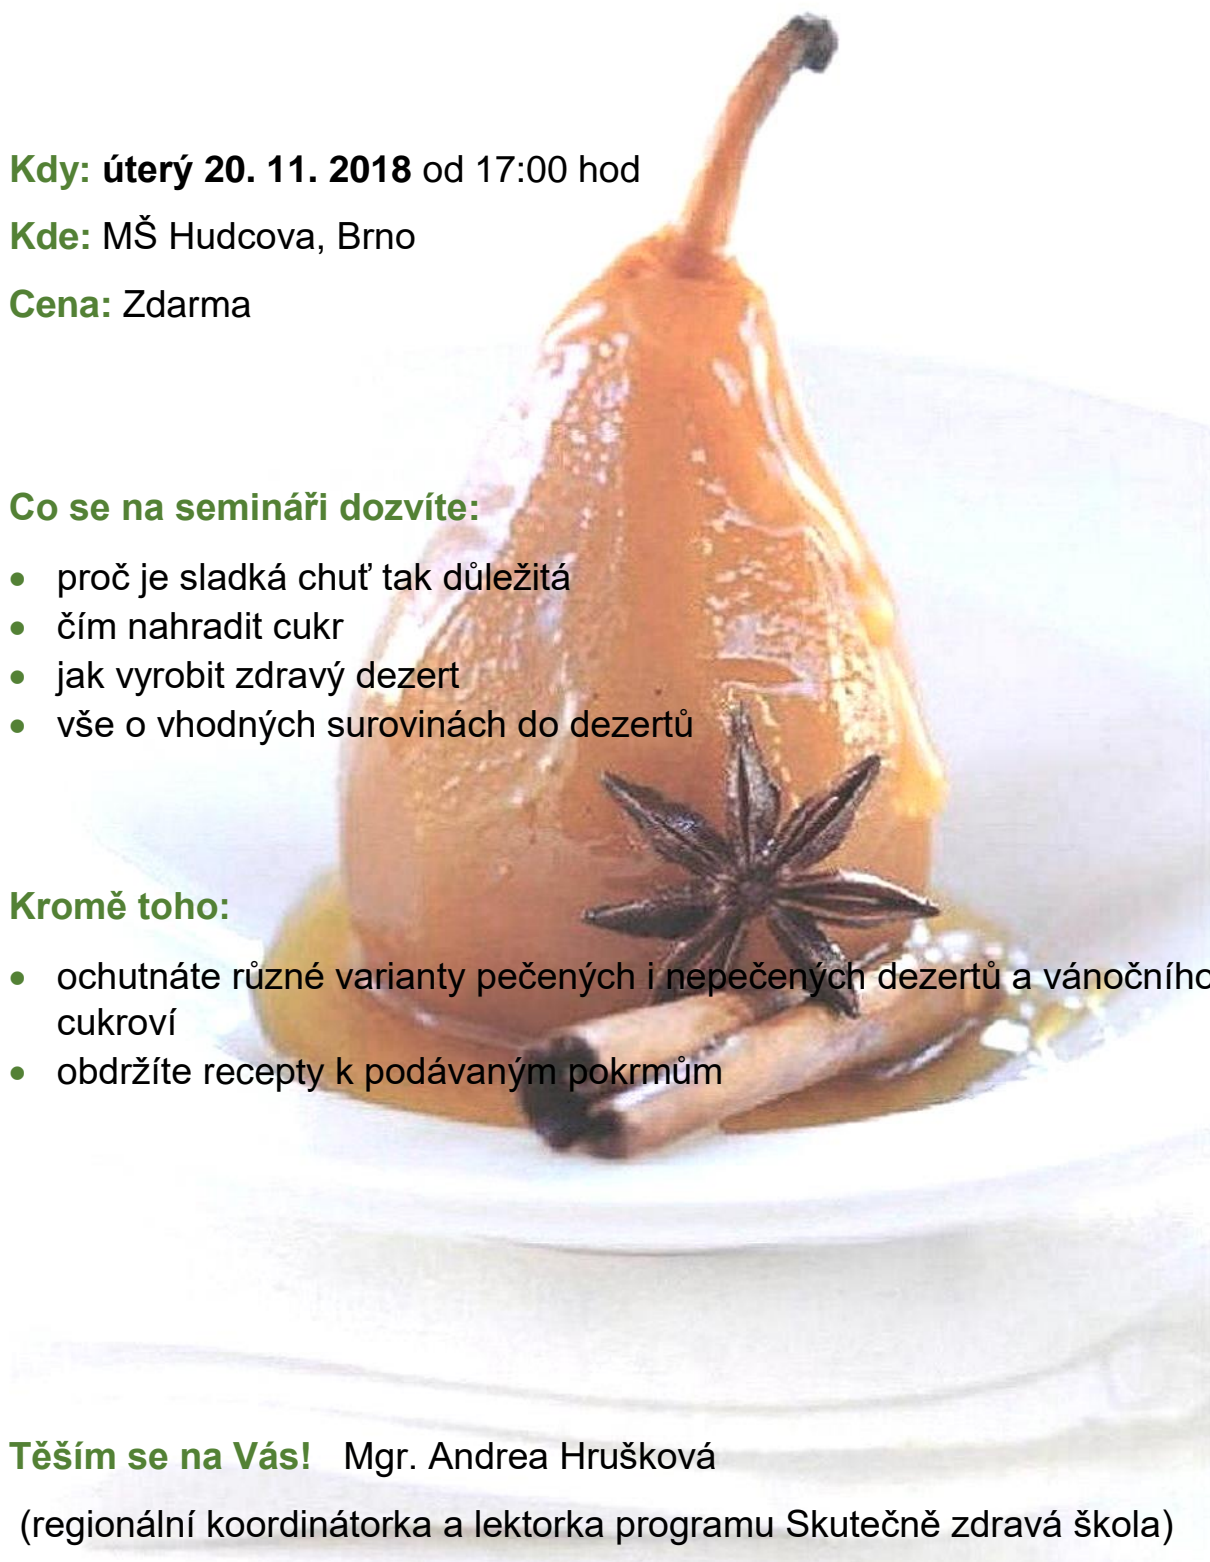 Kdy: úterý 20. 11. 2018 od 17:00 hod
Kde: MŠ Hudcova, Brno
Cena: Zdarma
Co se na semináři dozvíte:
• proč je sladká chuť tak důležitá
• čím nahradit cukr
• jak vyrobit zdravý dezert
• vše o vhodných surovinách do dezertů
Kromě toho:
• ochutnáte různé varianty pečených i nepečených dezertů a vánočního
cukroví
• obdržíte recepty k podávaným pokrmům
Těším se na Vás! Mgr. Andrea Hrušková
(regionální koordinátorka a lektorka programu Skutečně zdravá škola)